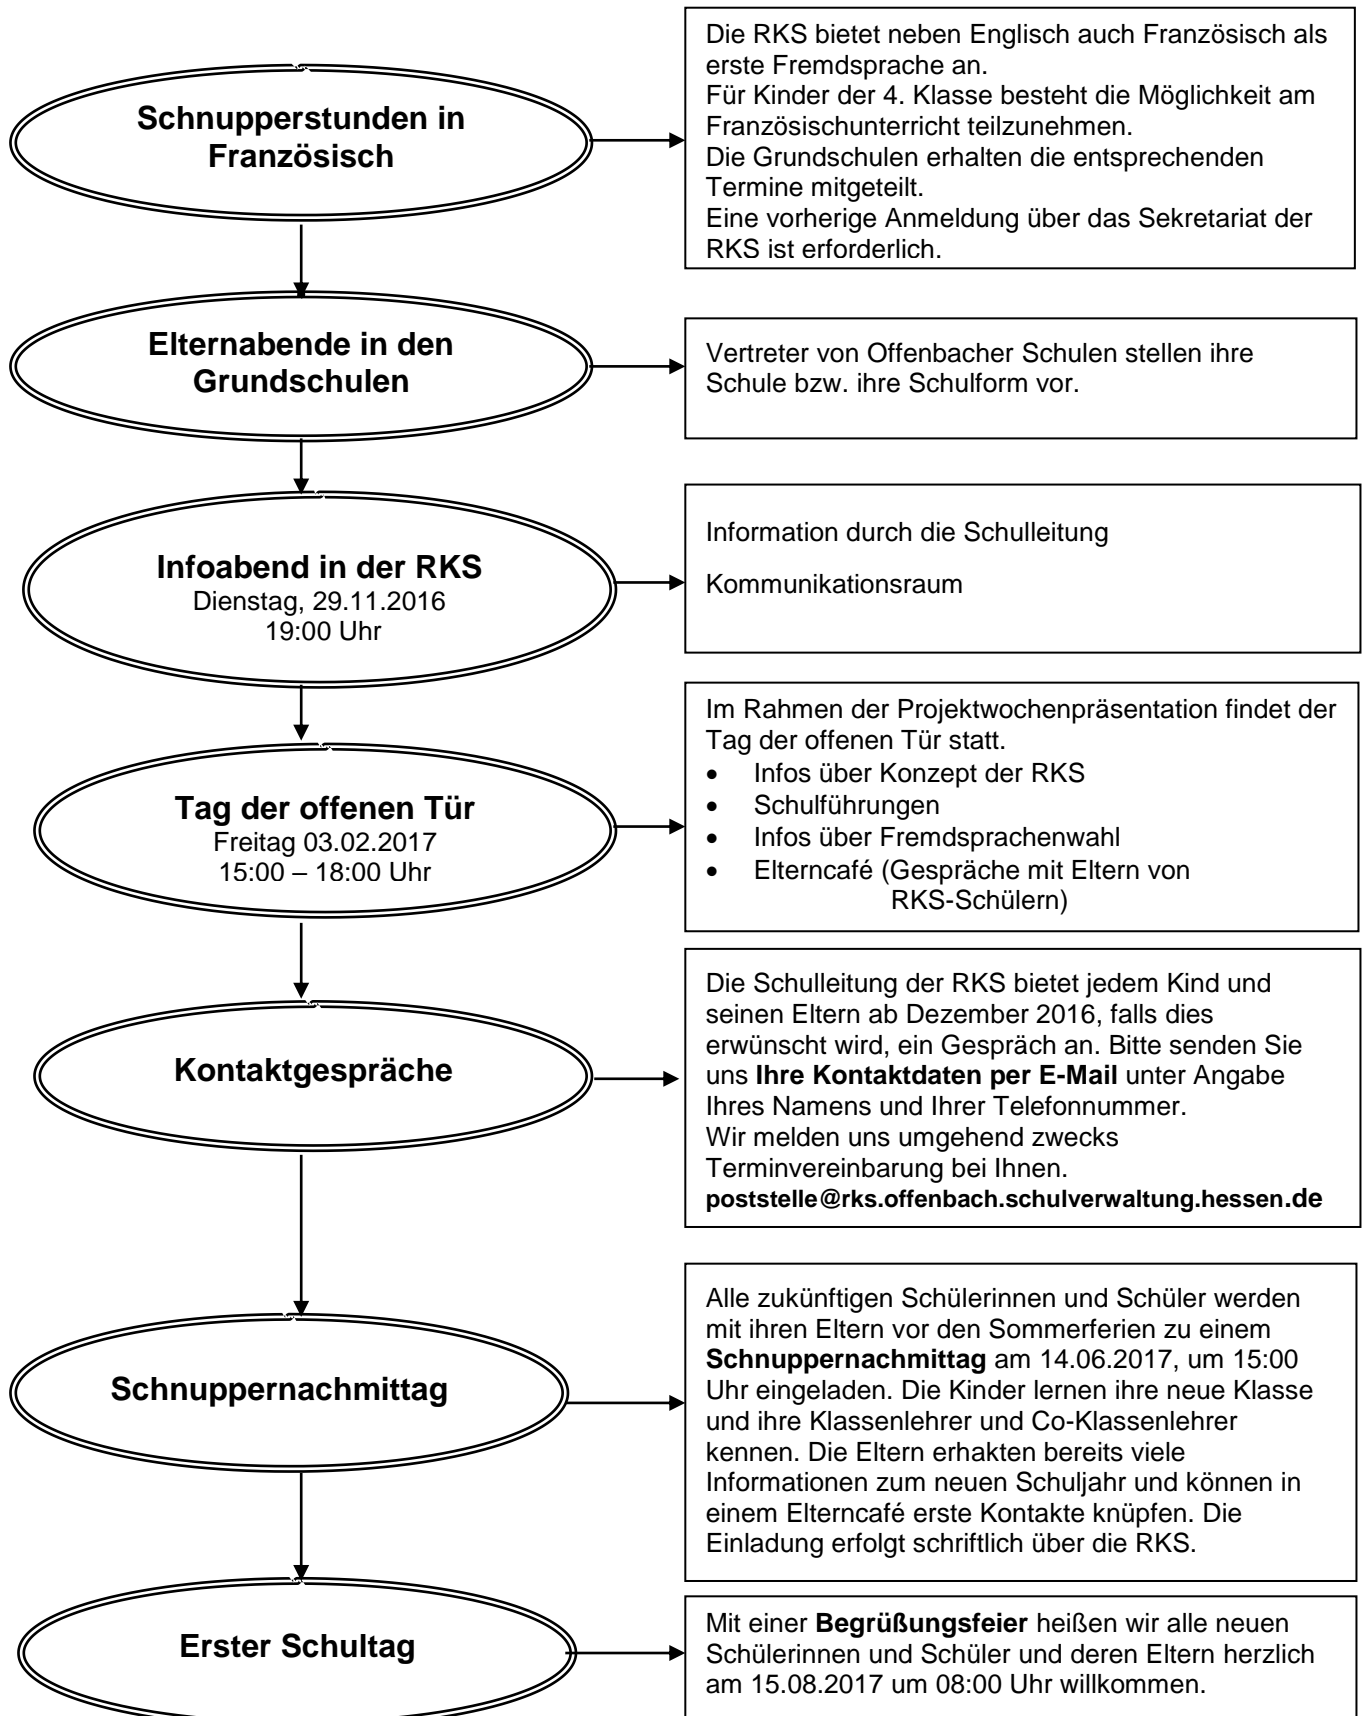 Schnupperstunden in
Französisch
Die RKS bietet neben Englisch auch Französisch als
erste Fremdsprache an.
Für Kinder der 4. Klasse besteht die Möglichkeit am
Französischunterricht teilzunehmen.
Die Grundschulen erhalten die entsprechenden
Termine mitgeteilt.
Eine vorherige Anmeldung über das Sekretariat der
RKS ist erforderlich.
Elternabende in den
Grundschulen
Vertreter von Offenbacher Schulen stellen ihre
Schule bzw. ihre Schulform vor.
Infoabend in der RKS
Dienstag, 29.11.2016
19:00 Uhr
Information durch die Schulleitung
Kommunikationsraum
Tag der offenen Tür
Freitag 03.02.2017
15:00 – 18:00 Uhr
Im Rahmen der Projektwochenpräsentation findet der
Tag der offenen Tür statt.
• Infos über Konzept der RKS
• Schulführungen
• Infos über Fremdsprachenwahl
• Elterncafé (Gespräche mit Eltern von
RKS-Schülern)
Kontaktgespräche
Die Schulleitung der RKS bietet jedem Kind und
seinen Eltern ab Dezember 2016, falls dies
erwünscht wird, ein Gespräch an. Bitte senden Sie
uns Ihre Kontaktdaten per E-Mail unter Angabe
Ihres Namens und Ihrer Telefonnummer.
Wir melden uns umgehend zwecks
Terminvereinbarung bei Ihnen.
poststelle@rks.offenbach.schulverwaltung.hessen.de
Schnuppernachmittag
Alle zukünftigen Schülerinnen und Schüler werden
mit ihren Eltern vor den Sommerferien zu einem
Schnuppernachmittag am 14.06.2017, um 15:00
Uhr eingeladen. Die Kinder lernen ihre neue Klasse
und ihre Klassenlehrer und Co-Klassenlehrer
kennen. Die Eltern erhakten bereits viele
Informationen zum neuen Schuljahr und können in
einem Elterncafé erste Kontakte knüpfen. Die
Einladung erfolgt schriftlich über die RKS.
Erster Schultag
Mit einer Begrüßungsfeier heißen wir alle neuen
Schülerinnen und Schüler und deren Eltern herzlich
am 15.08.2017 um 08:00 Uhr willkommen.